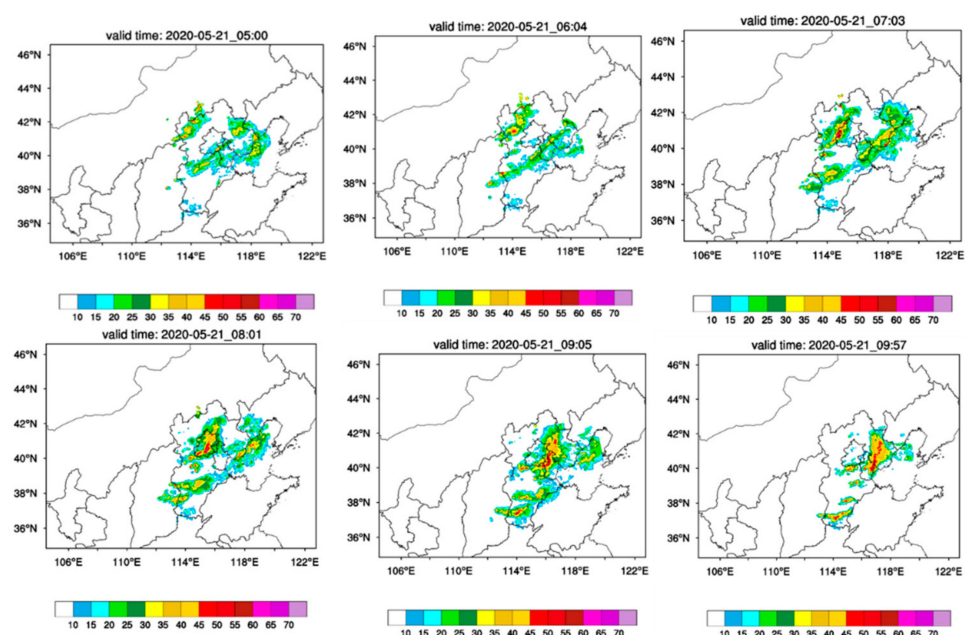 valid time: 2020-05-21_05:00
46°N
44°N
42°N
40°N
38°N
36°N
106°E 110°E 114°E 118°E 122°E
10 15 20 25 30 35 40 45 50 55 60 65 70
valid time: 2020-05-21_06:04
46°N
44°N
42°N
40°N
38°N
36°N
106°E 110°E 114°E 118°E 122°E
10 15 20 25 30 35 40 45 50 55 60 65 70
valid time: 2020-05-21_07:03
46°N
44°N
42°N
40°N
38°N
36°N
106°E 110°E 114°E 118°E 122°E
10 15 20 25 30 35 40 45 50 55 60 65 70
valid time: 2020-05-21_08:01
46°N
44°N
42°N
40°N
38°N
36°N
106°E 110°E 114°E 118°E 122°E
10 15 20 25 30 35 40 45 50 55 60 65 70
valid time: 2020-05-21_09:05
46°N
44°N
42°N
40°N
38°N
36°N
106°E 110°E 114°E 118°E 122°E
10 15 20 25 30 35 40 45 50 55 60 65 70
valid time: 2020-05-21_09:57
46°N
44°N
42°N
40°N
38°N
36°N
106°E 110°E 114°E 118°E 122°E
10 15 20 25 30 35 40 45 50 55 60 65 70